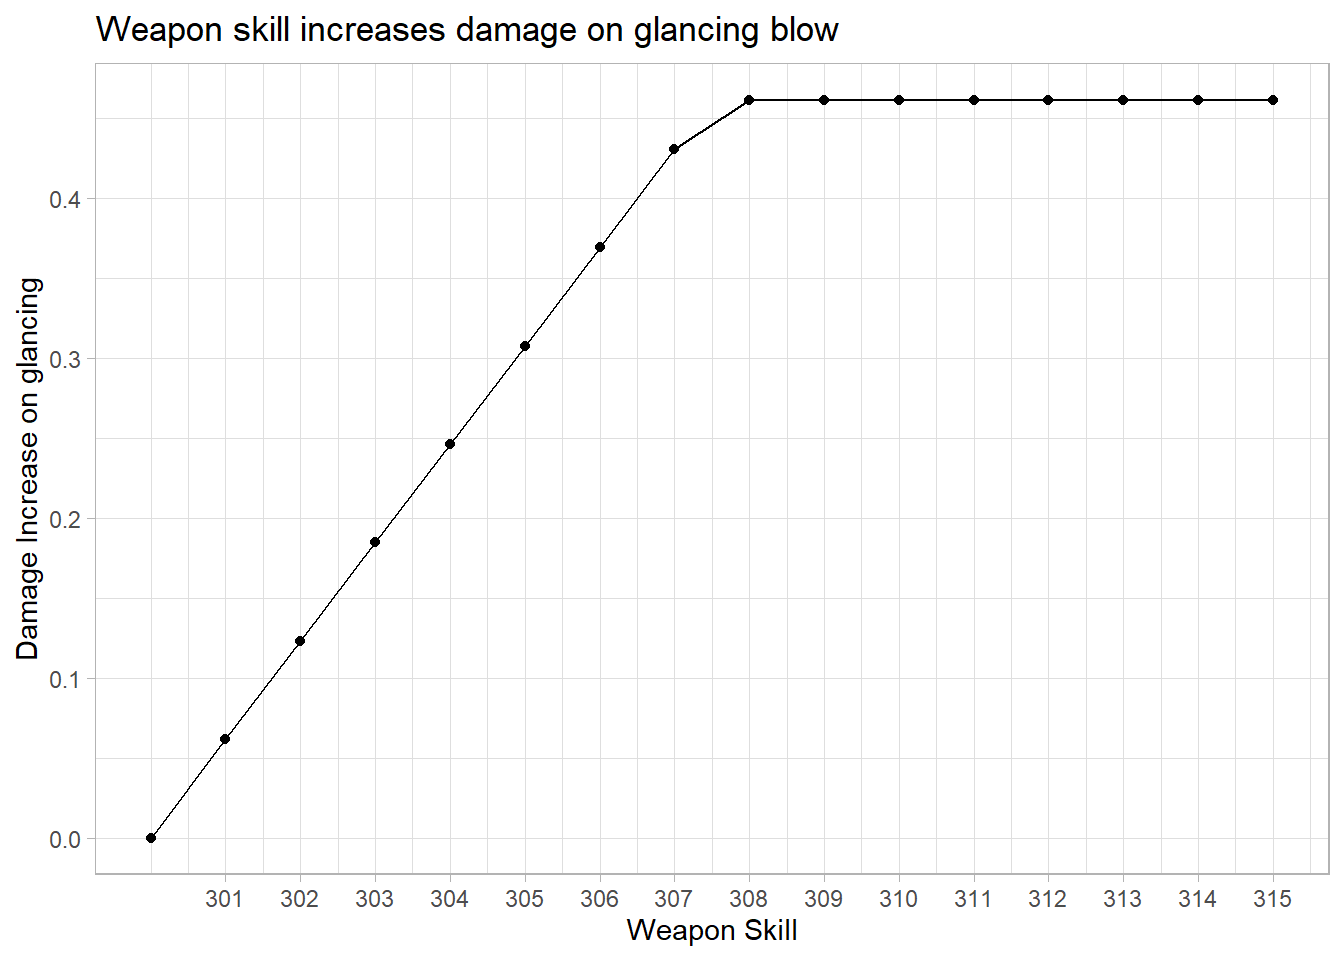 Weapon skill increases damage on glancing blow
Damage Increase on glancing
0.4
0.3
0.2
0.1
0.0
301 302 303 304 305 306 307 308 309 310 311 312 313 314 315
Weapon Skill